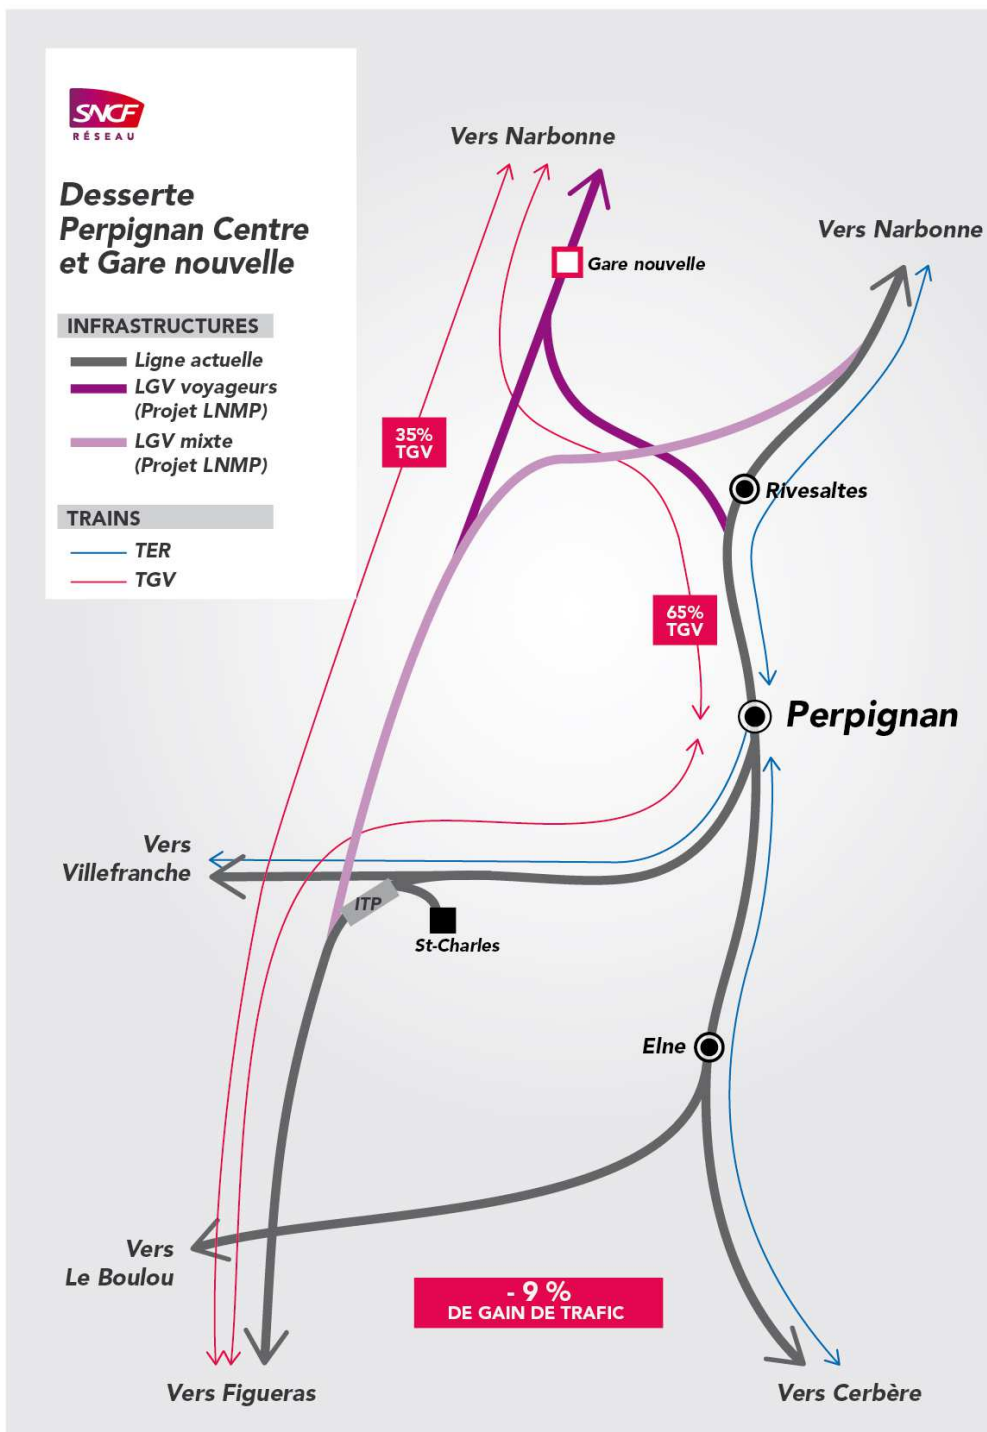 SNCF
RÉSEAU
Desserte
Perpignan Centre
et Gare nouvelle
INFRASTRUCTURES
Ligne actuelle
LGV voyageurs
(Projet LNMP)
LGV mixte
(Projet LNMP)
TRAINS
TER
TGV
Vers Narbonne
Vers Narbonne
Gare nouvelle
35%
TGV
Rivesaltes
65%
TGV
Perpignan
Vers
Villefranche
ITP
St-Charles
Elne
Vers
Le Boulou
- 9 %
DE GAIN DE TRAFIC
Vers Figueras
Vers Cerbère